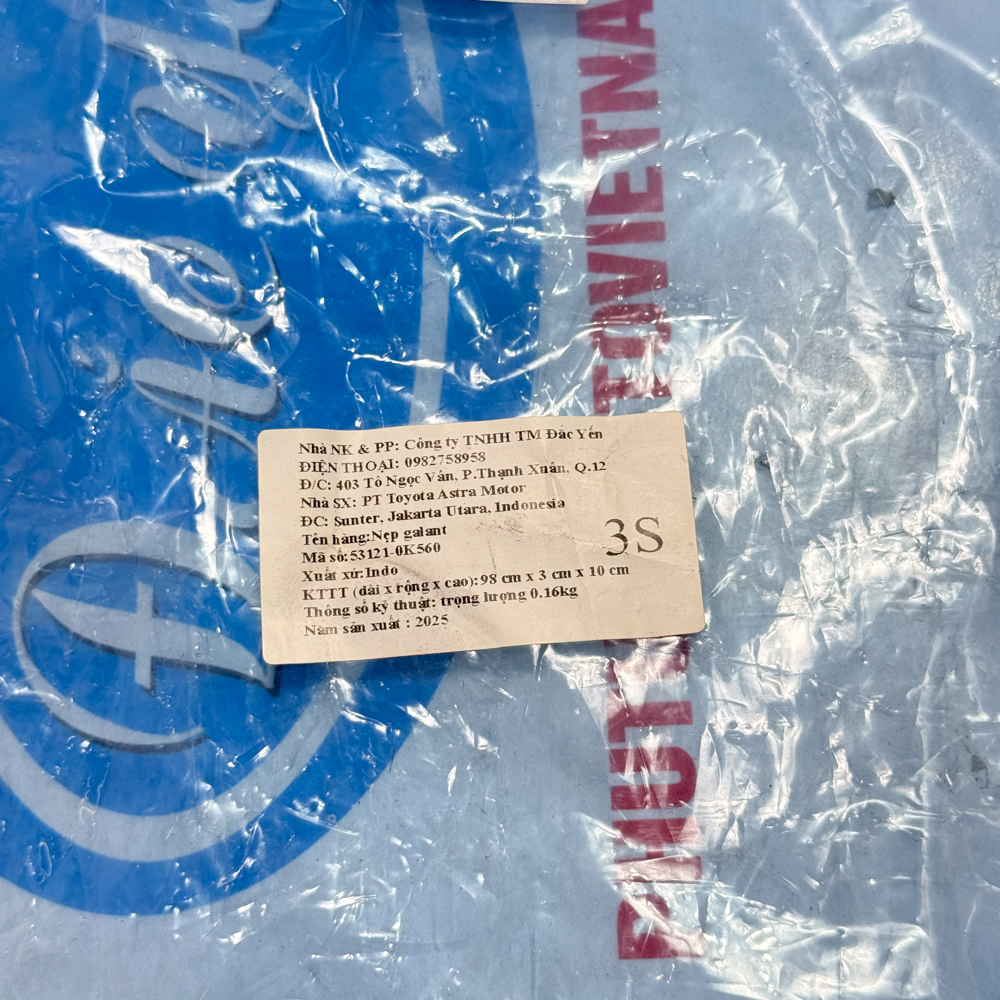 Nhà NK & PP: Công ty TNHH TM Đắc Yến
ĐIỆN THOẠI: 0982758958
Đ/C: 403 Tô Ngọc Vân, P.Thạnh Xuân, Q.12
Nhà SX: PT Toyota Astra Motor
ĐC: Sunter, Jakarta Utara, Indonesia
Tên hàng:Nẹp galant
Mã số:53121-0K560
Xuất xứ:Indo
KTTT (dài x rộng x cao):98 cm x 3 cm x 10 cm
Thông số kỹ thuật: trọng lượng 0.16kg
Năm sản xuất : 2025
3S